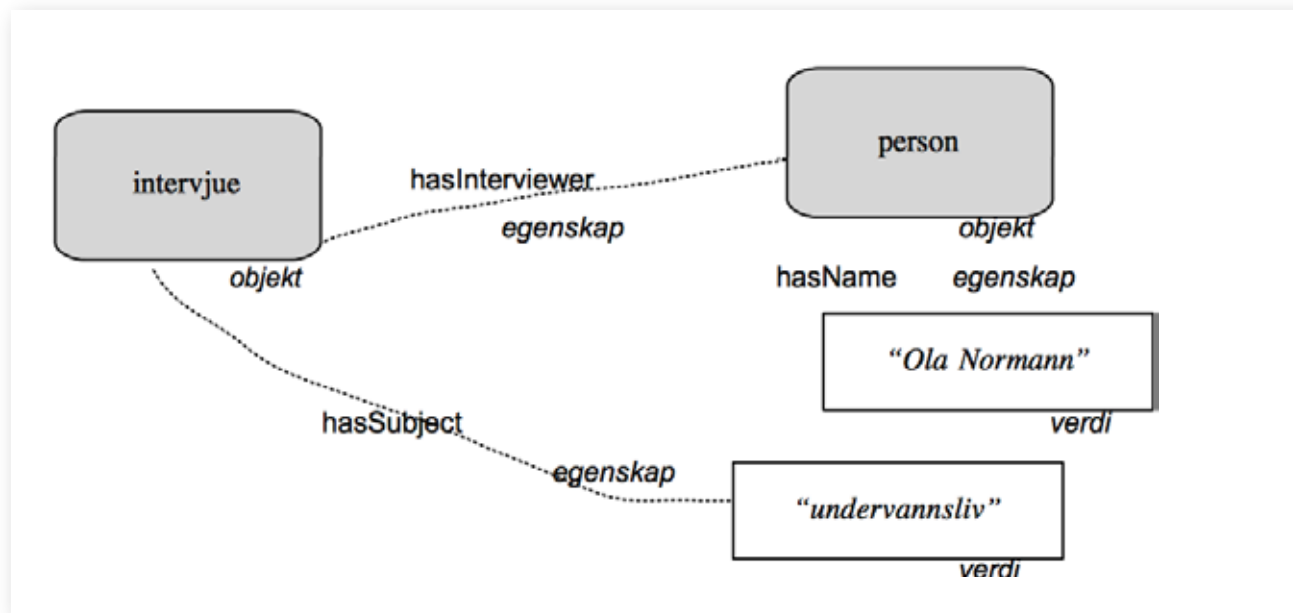 person
intervjue
hasInterviewer
egenskap
objekt
objekt
hasName egenskap
“Ola Normann”
verdi
hasSubject
egenskap
“undervannsliv”
verdi